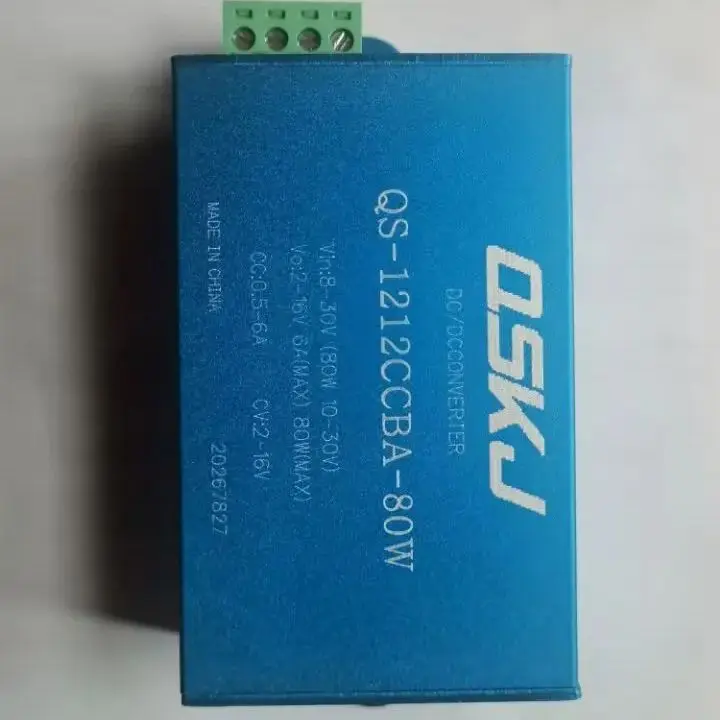 QSKJ
DC/DCCONVERTER
QS-1212CCBA-80W
Vin:8-30V (80W 10-30V)
Vo:2-16V 6A(MAX) 80W(MAX)
CC:0.5-6A CV:2-16V
MADE IN CHINA 20267827